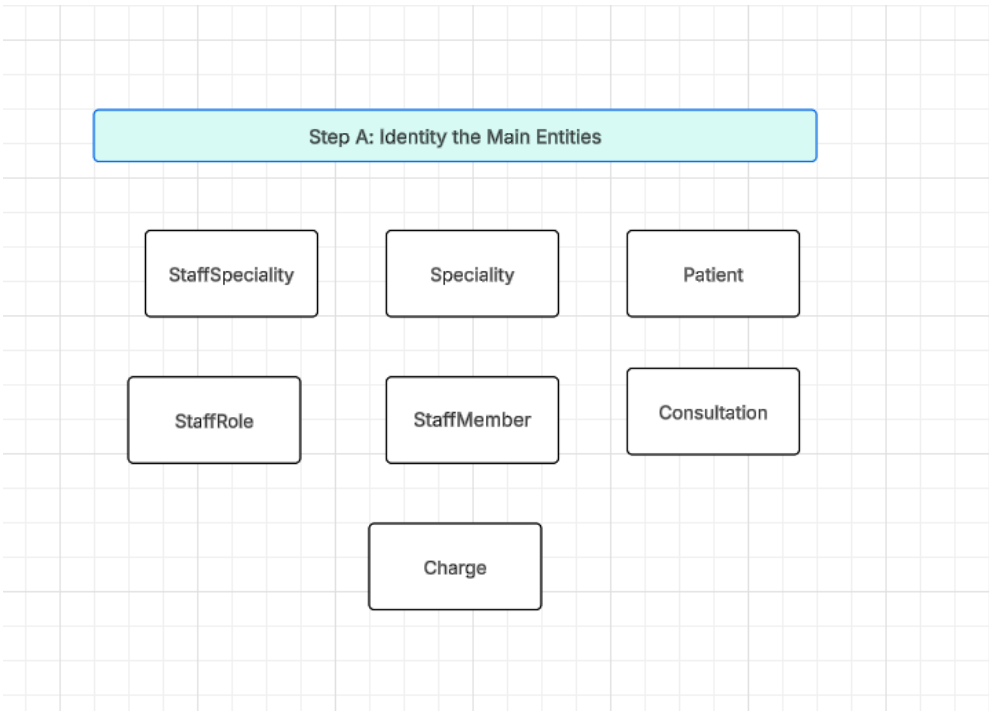 Step A: Identity the Main Entities
StaffSpeciality
Speciality
Patient
StaffRole
StaffMember
Consultation
Charge